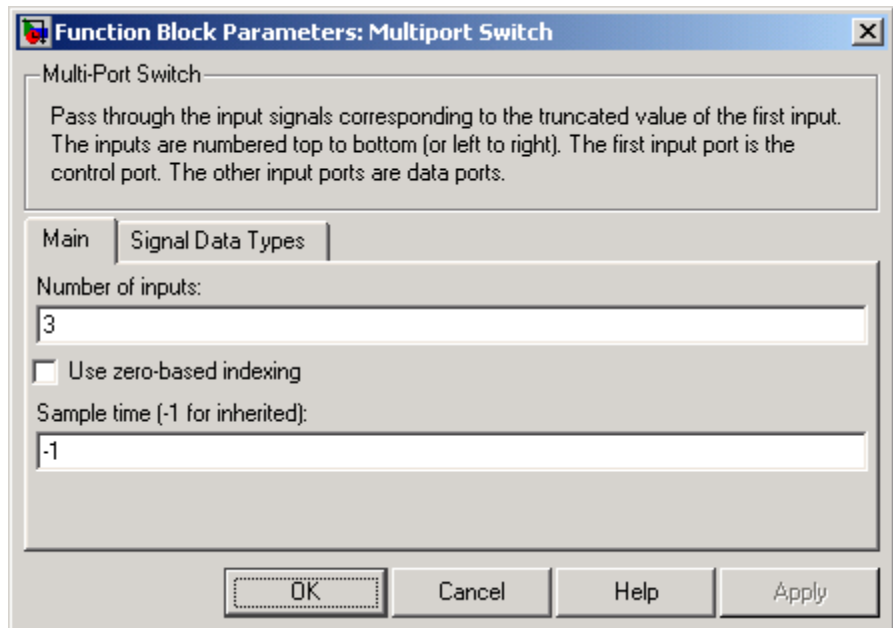 Function Block Parameters: Multiport Switch
Multi-Port Switch
Pass through the input signals corresponding to the truncated value of the first input.
The inputs are numbered top to bottom (or left to right). The first input port is the
control port. The other input ports are data ports.
Main
Signal Data Types
Number of inputs:
3
Use zero-based indexing
Sample time (-1 for inherited):
-1
OK
Cancel
Help
Apply